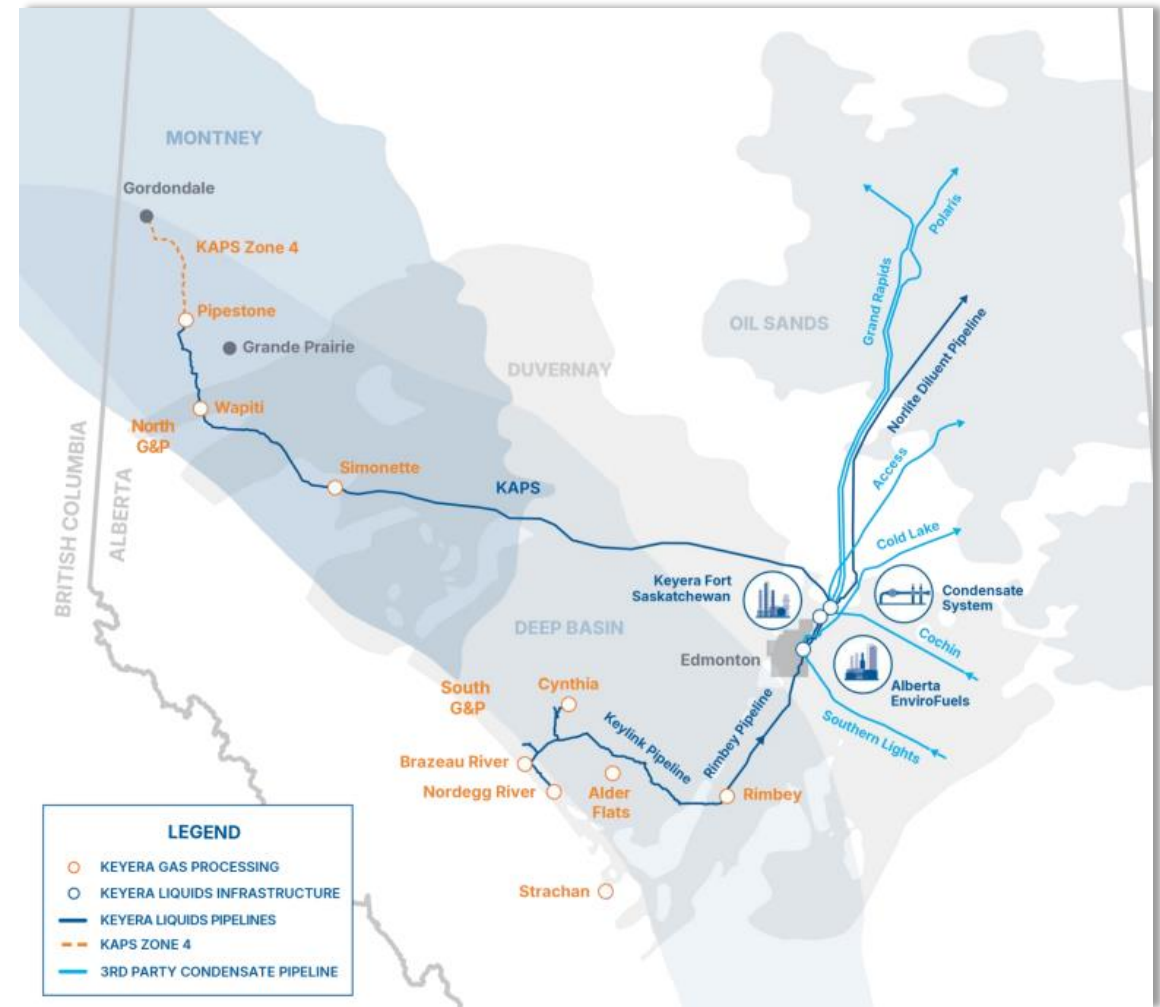 MONTNEY
Gordondale
KAPS Zone 4
Pipestone
Grande Prairie
Wapiti
North
G&P
Simonette
KAPS
DUVERNAY
OIL SANDS
Grand Rapids
Polaris
Norlite Diluent Pipeline
Access
Cold Lake
BRITISH COLUMBIA
ALBERTA
Keyera Fort
Saskatchewan
Condensate
System
Cochin
DEEP BASIN
Edmonton
Alberta
EnviroFuels
Southern Lights
South
G&P
Cynthia
Keylink Pipeline
Rimbey Pipeline
Brazeau River
Nordegg River
Alder
Flats
Rimbey
Strachan
LEGEND
KEYERA GAS PROCESSING
KEYERA LIQUIDS INFRASTRUCTURE
KEYERA LIQUIDS PIPELINES
KAPS ZONE 4
3RD PARTY CONDENSATE PIPELINE